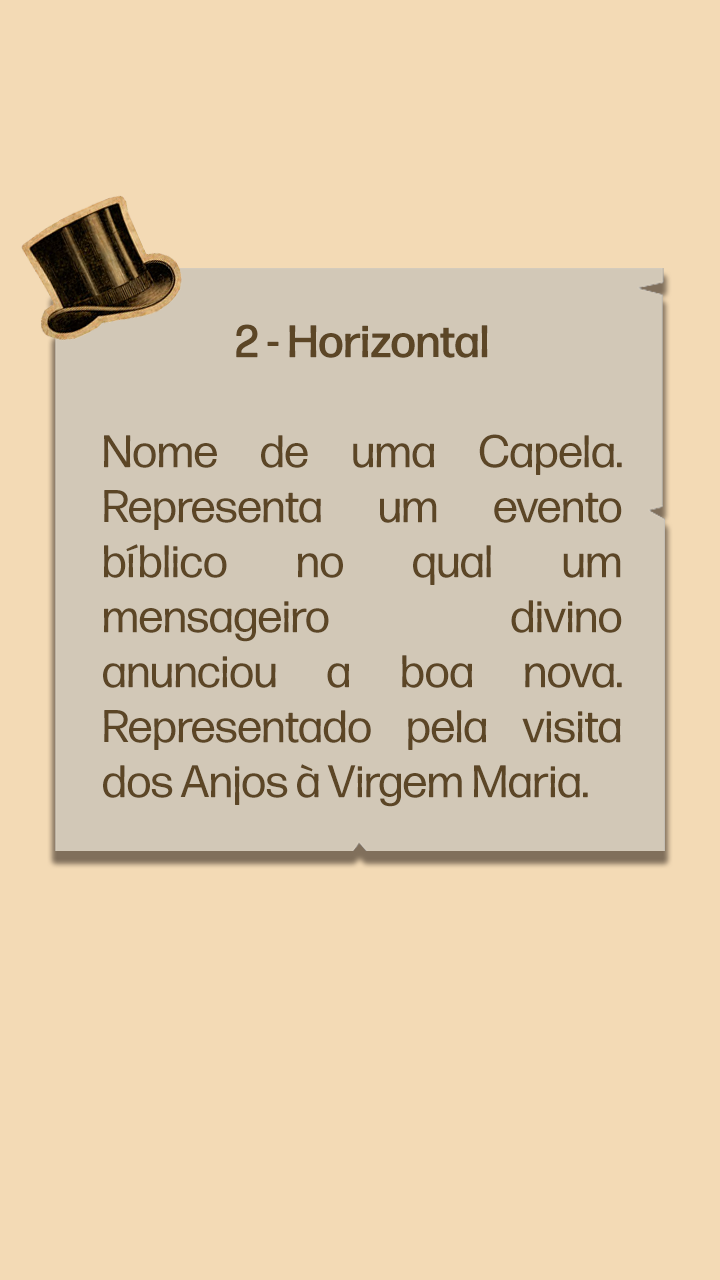 2 - Horizontal
Nome de uma Capela.
Representa um evento
bíblico no qual um
mensageiro divino
anunciou a boa nova.
Representado pela visita
dos Anjos à Virgem Maria.